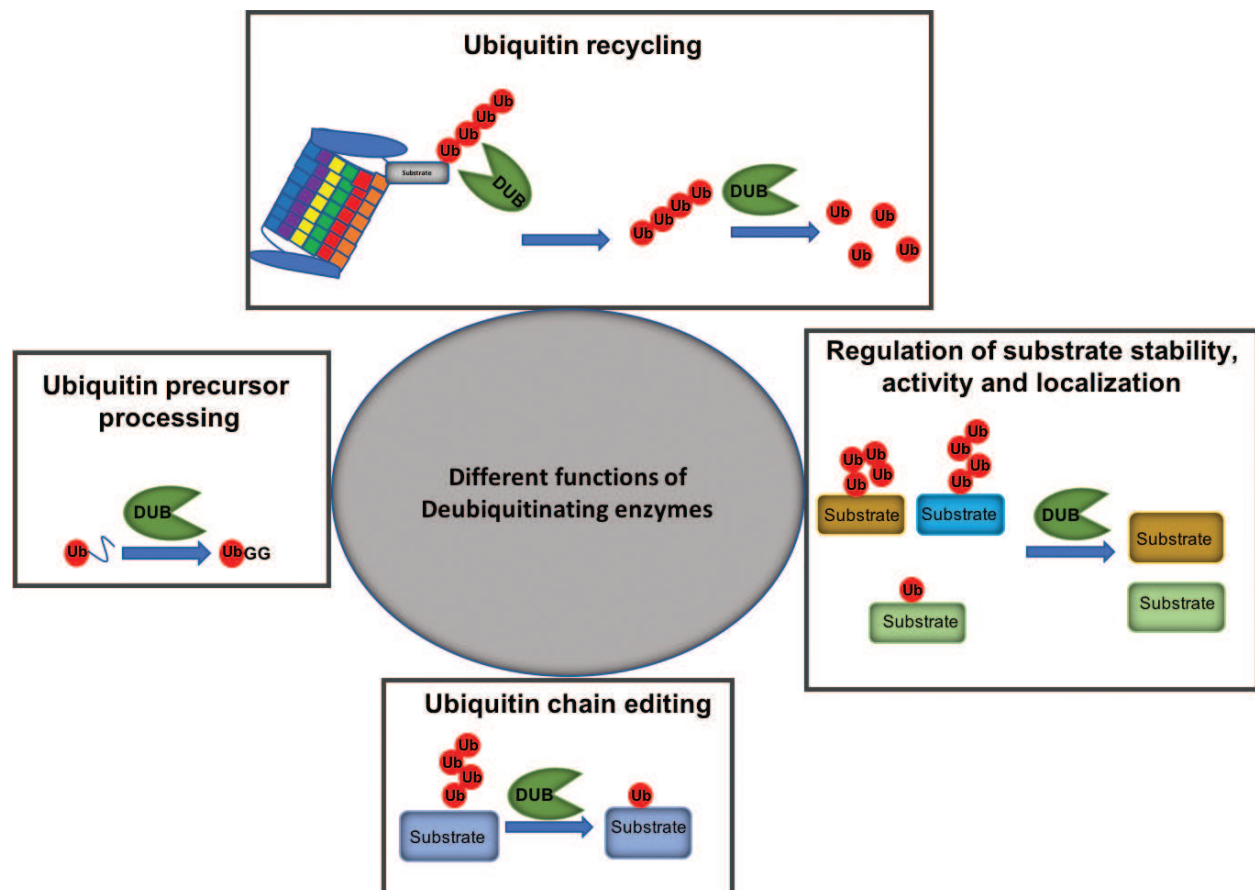 Ubiquitin recycling
Ub
Ub
Ub
Ub
Substrate
DUB
Ub
Ub
Ub
Ub
DUB
Ub
Ub
Ub
Ub
Ubiquitin precursor
processing
DUB
Ub
UbGG
Different functions of
Deubiquitinating enzymes
Regulation of substrate stability,
activity and localization
Ub
Ub
Ub
Ub
Ub
Ub
Ub
Ub
Ub
Substrate
Substrate
DUB
Substrate
Ub
Substrate
Substrate
Ubiquitin chain editing
Ub
Ub
Ub
Ub
Substrate
DUB
Ub
Substrate